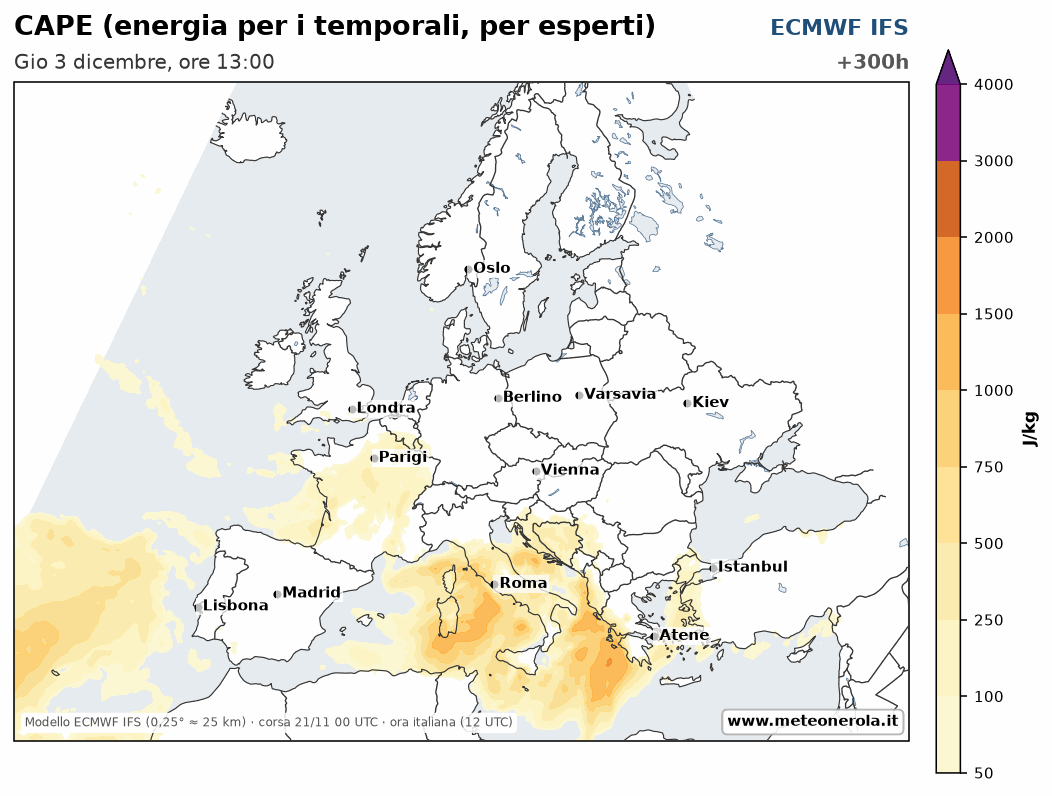 CAPE (energia per i temporali, per esperti)
ECMWF IFS
Gio 3 dicembre, ore 13:00
+300h
4000
3000
2000
1500
1000
750
500
250
100
50
J/kg
Oslo
Londra
Berlino
Varsavia
Kiev
Parigi
Vienna
Istanbul
Roma
Madrid
Lisbona
Atene
Modello ECMWF IFS (0,25° ≈ 25 km) · corsa 21/11 00 UTC · ora italiana (12 UTC)
www.meteonerola.it